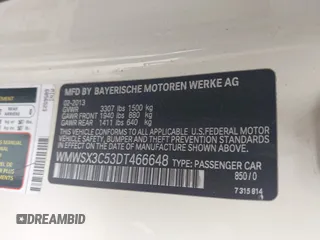 MFD BY BAYERISCHE MOTOREN WERKE AG
02-2013
GVWR 3307 lbs 1500 kg
GAWR FRONT 1940 lbs 880 kg
GAWR REAR 1411 lbs 640 kg
THIS VEHICLE CONFORMS TO ALL APPLICABLE U.S. FEDERAL MOTOR
VEHICLE SAFETY, BUMPER, AND THEFT PREVENTION STANDARDS
IN EFFECT ON THE DATE OF MANUFACTURE SHOWN ABOVE.
WMWSX3C53DT466648 TYPE: PASSENGER CAR
850/0
7 315 814
©BIDFAMD